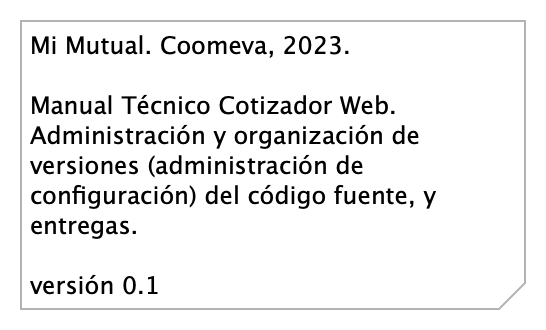 Mi Mutual. Coomeva, 2023.
Manual Técnico Cotizador Web.
Administración y organización de
versiones (administración de
configuración) del código fuente, y
entregas.
versión 0.1